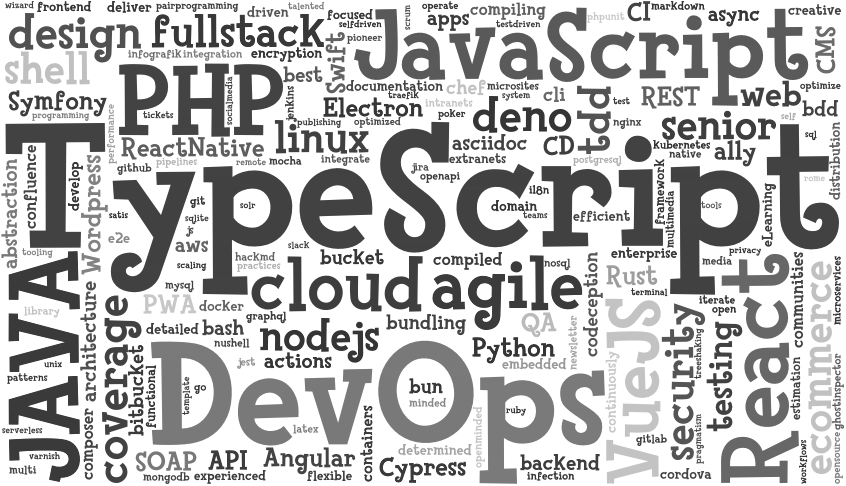 wizard
frontend
deliver
pairprogramming
driven
talented
focused
selfdriven
pioneer
scrum
operate
apps
compiling
testdriven
phpunit
CI
markdown
async
creative
CMS
design
fullstack
JavaScript
infografik
integration
encryption
Swift
shell
PHP
best
documentation
traefik
chef
microsites
system
cli
test
REST
web
optimize
bdd
Symfony
programming
tickets
socialmedia
jenkins
publishing
Electron
optimized
intranets
poker
deno
tdd
nginx
senior
self
sql
performance
ReactNative
linux
asciidoc
CD
kubernetes
native
ally
distribution
github
pipelines
remote
mocha
integrate
jira
openapi
extranets
postgresql
rome
TypeScript
abstraction
confluence
develop
Wordpress
satis
git
sqlite
js
solr
i18n
domain
teams
efficient
framework
multimedia
tools
eLearning
e2e
aws
scaling
slack
tooling
hackmd
practices
bucket
compiled
nosql
enterprise
privacy
media
JAVA
mysql
cloud
agile
codeception
Rust
terminal
React
communities
ecommerce
microservices
library
architecture
coverage
PWA
docker
graphql
iterate
open
detailed
bash
nodejs
bundling
QA
newsletter
VueJS
security
treeshaking
testing
nushell
jest
actions
Python
embedded
unix
patterns
composer
bitbucket
functional
template
go
DevOps
bun
minded
ruby
continuously
estimation
ghostinspector
serverless
varnish
multi
latex
containers
openminded
gitlab
pragmatism
workflows
opensource
SOAP
API
Angular
determined
backend
mongodb
experienced
flexible
Cypress
infection
cordova